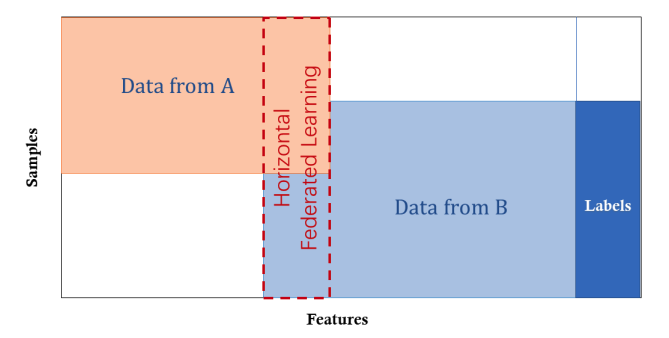 Data from A
Horizontal
Federated Learning
Samples
Data from B
Labels
Features